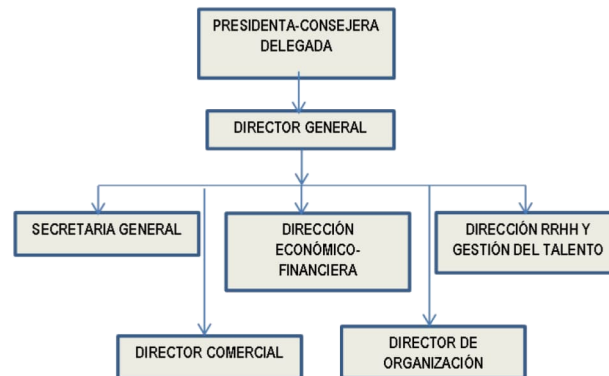 PRESIDENTA-CONSEJERA
DELEGADA
DIRECTOR GENERAL
SECRETARIA GENERAL
DIRECCIÓN
ECONÓMICO-
FINANCIERA
DIRECCIÓN RRHH Y
GESTIÓN DEL TALENTO
DIRECTOR COMERCIAL
DIRECTOR DE
ORGANIZACIÓN